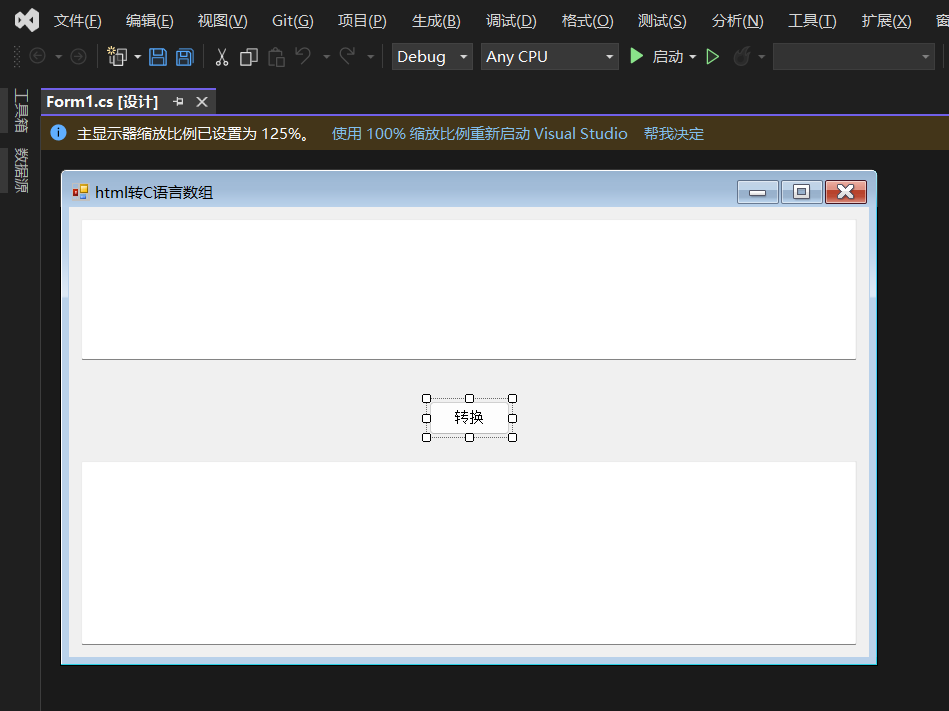 文件(F) 编辑(E) 视图(V) Git(G) 项目(P) 生成(B) 调试(D) 格式(O) 测试(S) 分析(N) 工具(T) 扩展(X)
Debug Any CPU 启动
工具箱
数据源
Form1.cs [设计]
主显示器缩放比例已设置为 125%。 使用 100% 缩放比例重新启动 Visual Studio 帮我决定
html转C语言数组
转换